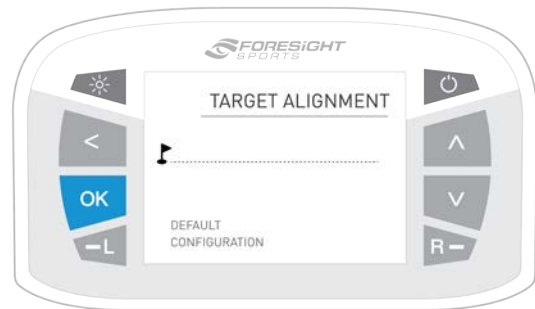 FORESiGHT
SPORTS
TARGET ALIGNMENT
<
OK
DEFAULT
CONFIGURATION
-L
R-